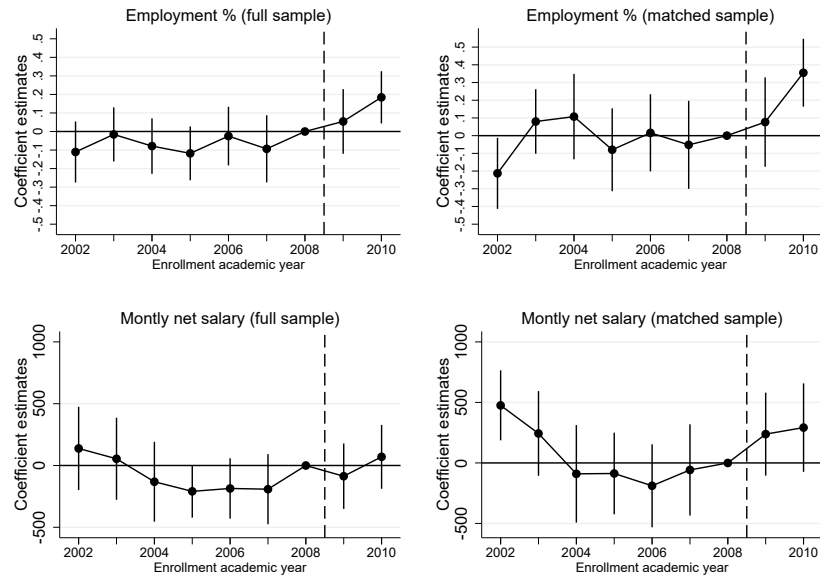 Employment % (full sample)
Coefficient estimates
-.5 -.4 -.3 -.2 -.1 0 .1 .2 .3 .4 .5
2002 2004 2006 2008 2010
Enrollment academic year
Employment % (matched sample)
Coefficient estimates
-.5 -.4 -.3 -.2 -.1 0 .1 .2 .3 .4 .5
2002 2004 2006 2008 2010
Enrollment academic year
Montly net salary (full sample)
Coefficient estimates
-500 0 500 1000
2002 2004 2006 2008 2010
Enrollment academic year
Montly net salary (matched sample)
Coefficient estimates
-500 0 500 1000
2002 2004 2006 2008 2010
Enrollment academic year